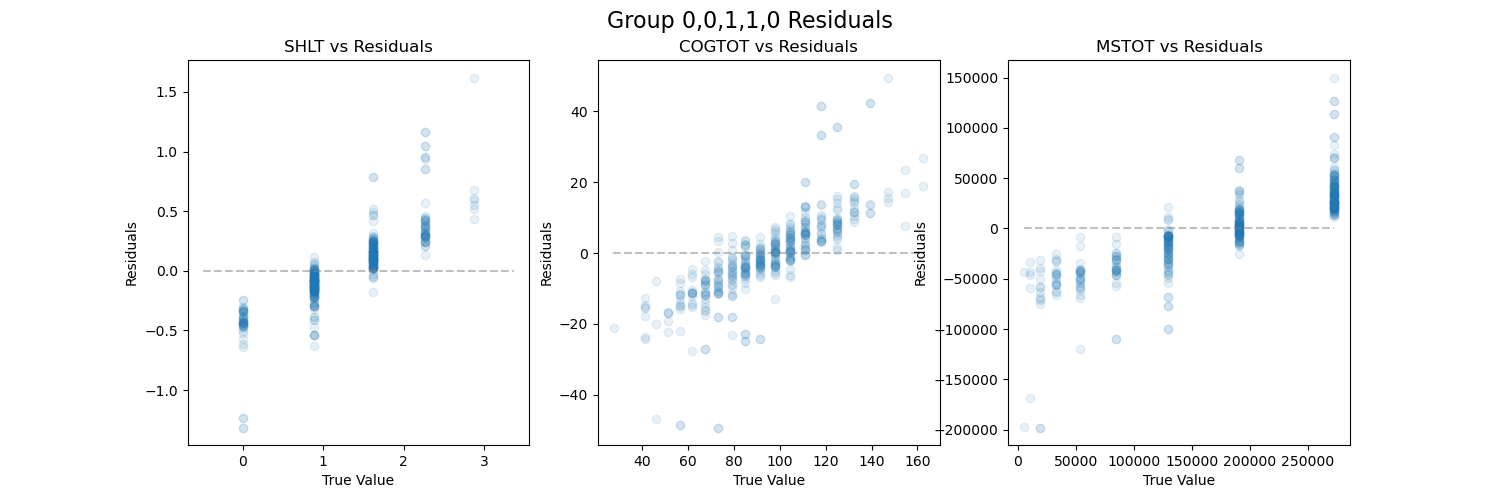 Group 0,0,1,1,0 Residuals
SHLT vs Residuals
1.5
1.0
0.5
0.0
−0.5
−1.0
Residuals
0 1 2 3
True Value
COGTOT vs Residuals
40
20
0
−20
−40
Residuals
40 60 80 100 120 140 160
True Value
MSTOT vs Residuals
150000
100000
50000
0
−50000
−100000
−150000
−200000
Residuals
0 50000 100000 150000 200000 250000
True Value